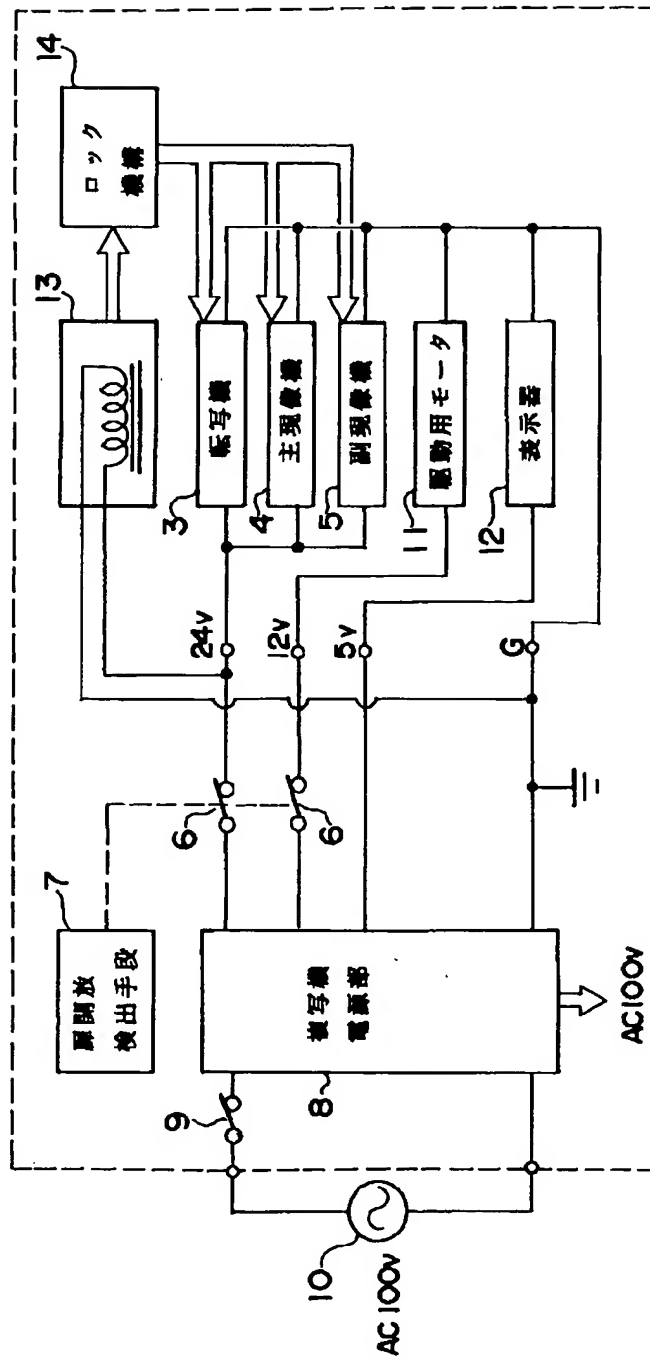 14
ロック
機構
13
3
転写機
4
主現像機
5
副現像機
11
駆動用モータ
12
表示器
24V
12V
5V
G
6
6
7
扉開放
検出手段
複写機
電源部
8
AC100V
9
10
AC100V